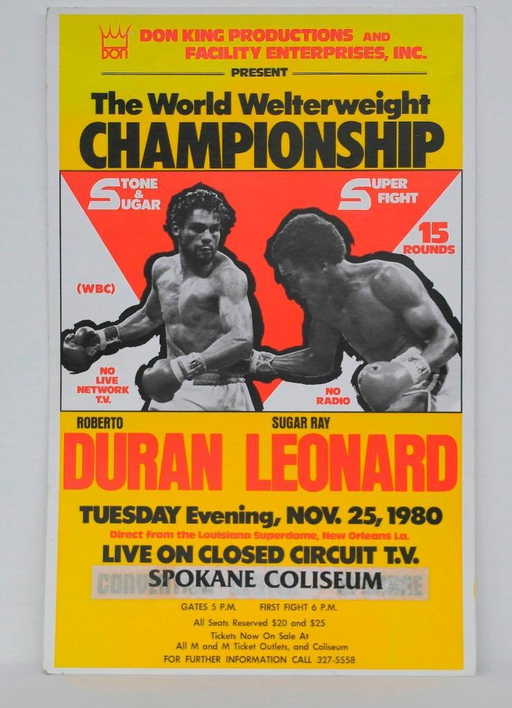 DON KING PRODUCTIONS AND
FACILITY ENTERPRISES, INC.
don
PRESENT
The World Welterweight
CHAMPIONSHIP
STONE
&
SUGAR
SUPER
FIGHT
15
ROUNDS
(WBC)
NO
LIVE
NETWORK
T.V.
NO
RADIO
ROBERTO
DURAN
SUGAR RAY
LEONARD
TUESDAY Evening, NOV. 25, 1980
Direct From the Louisiana Superdome, New Orleans La.
LIVE ON CLOSED CIRCUIT T.V.
SPOKANE COLISEUM
GATES 5 P.M. FIRST FIGHT 6 P.M.
All Seats Reserved $20 and $25
Tickets Now On Sale At
All M and M Ticket Outlets, and Coliseum
FOR FURTHER INFORMATION CALL 327-5558